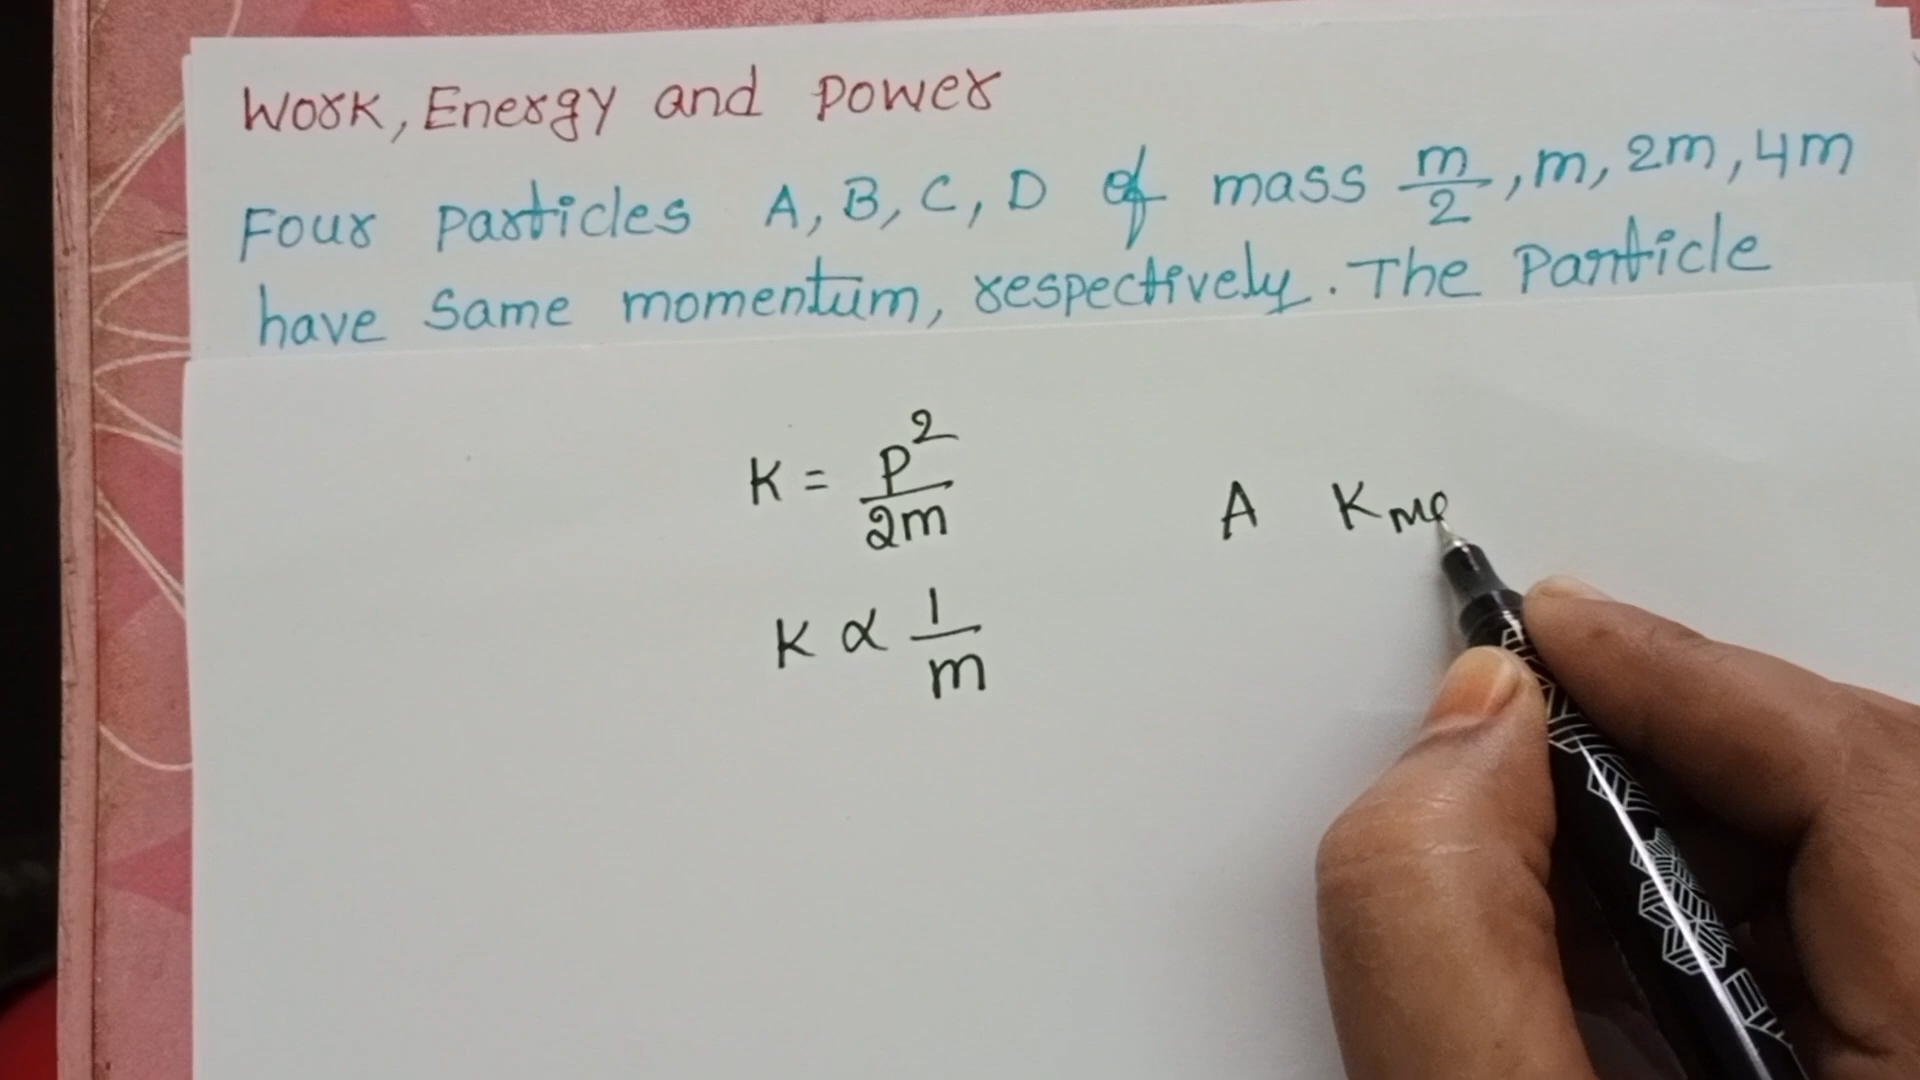 Work, Energy and Power
Four Particles A, B, C, D of mass m/2, m, 2m, 4m
have same momentum, respectively. The Particle
K = P²/2m
A K
K ∝ 1/m